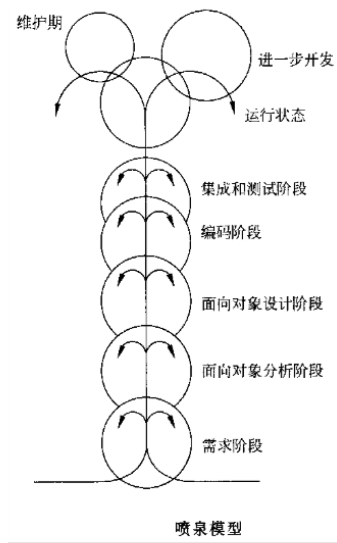 维护期
进一步开发
运行状态
集成和测试阶段
编码阶段
面向对象设计阶段
面向对象分析阶段
需求阶段
喷泉模型